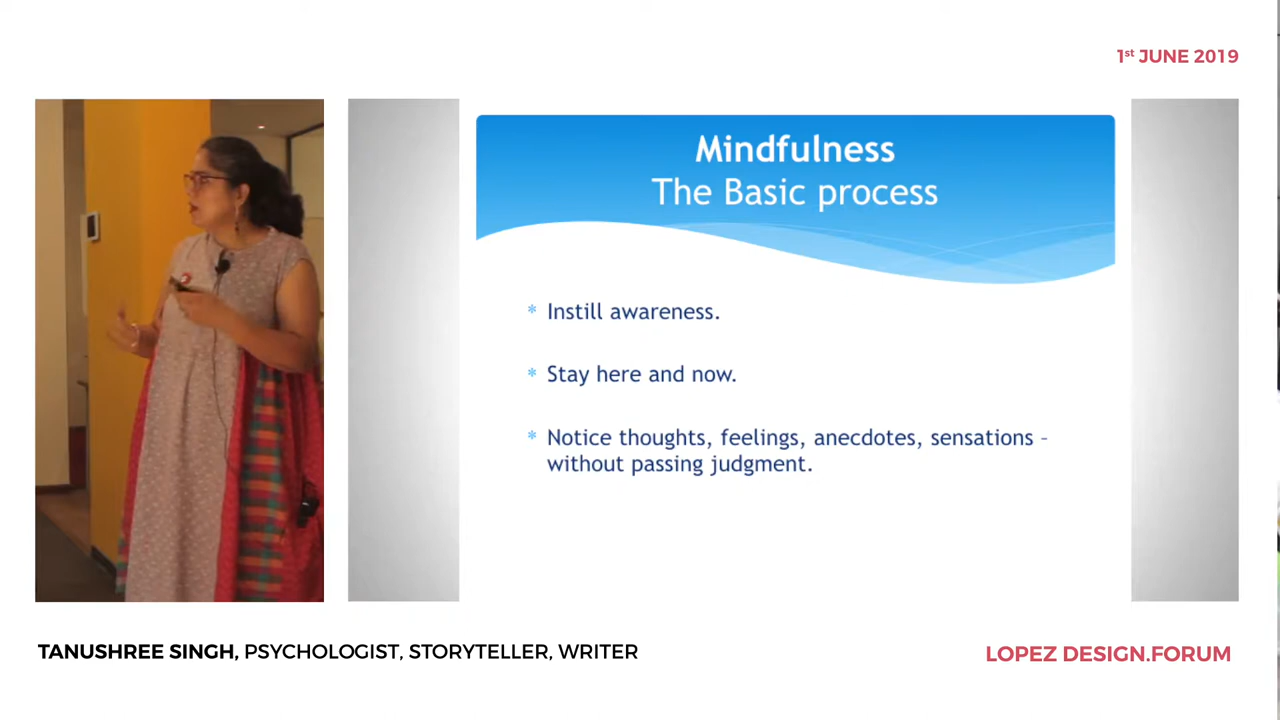 1st JUNE 2019
Mindfulness
The Basic process
* Instill awareness.
* Stay here and now.
* Notice thoughts, feelings, anecdotes, sensations –
without passing judgment.
TANUSHREE SINGH, PSYCHOLOGIST, STORYTELLER, WRITER
LOPEZ DESIGN.FORUM